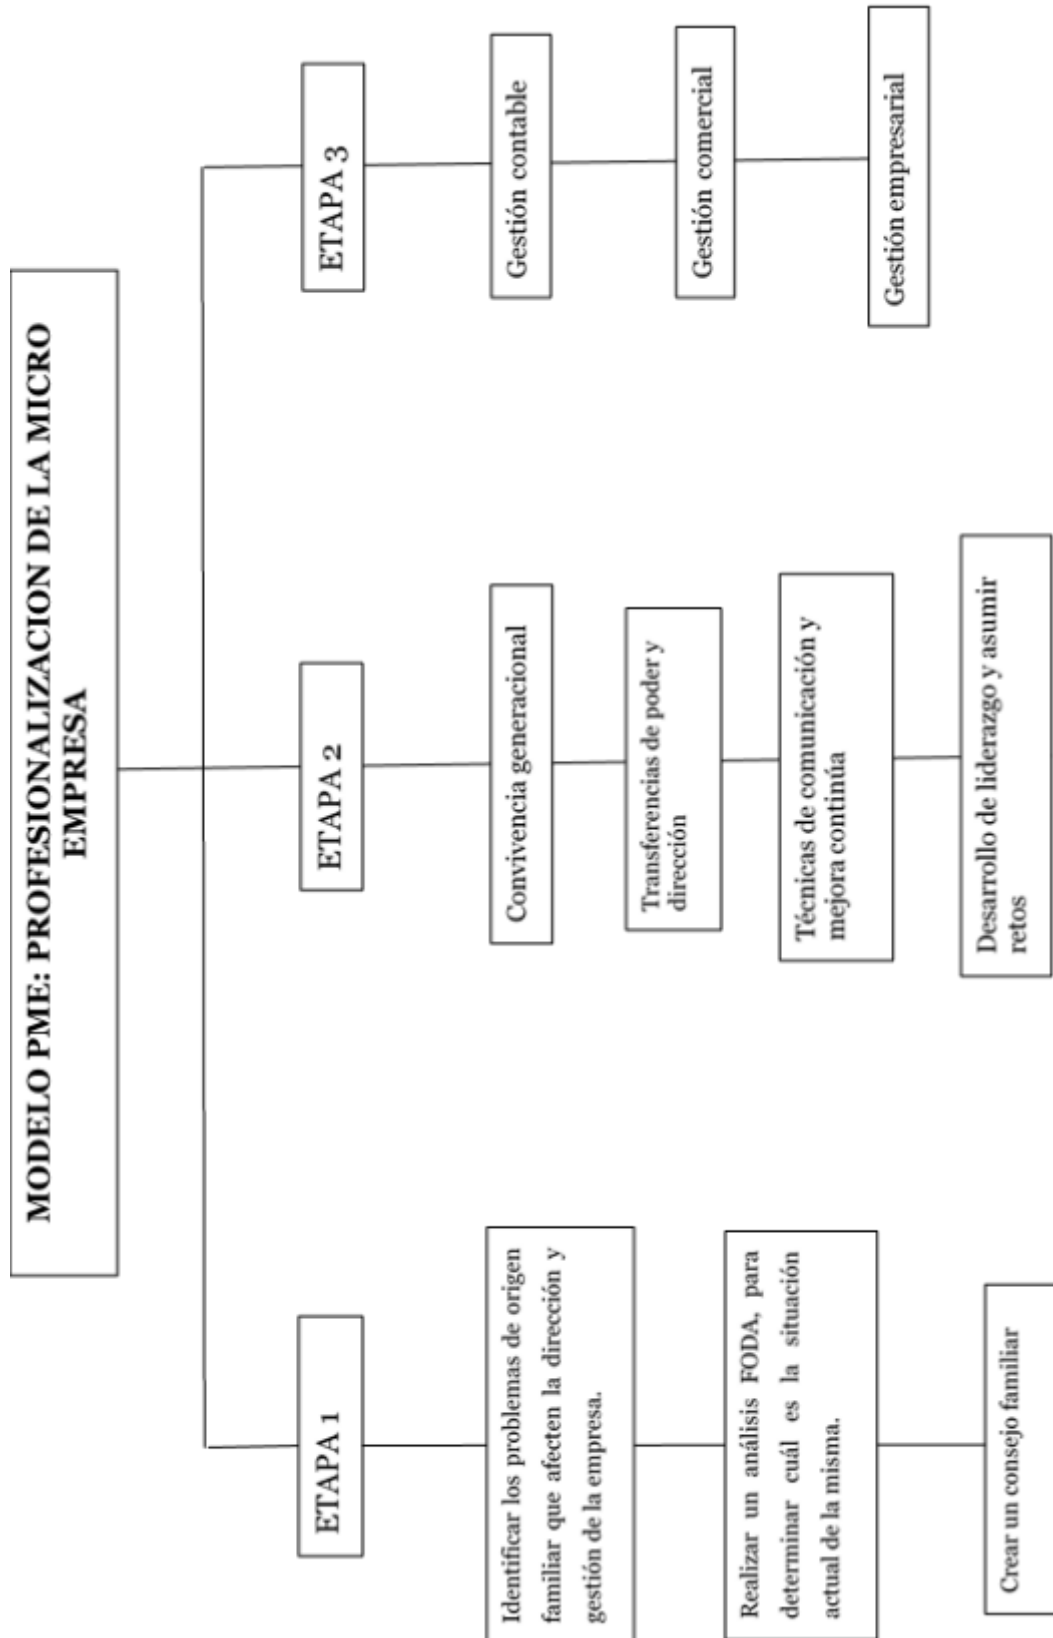 MODELO PME: PROFESIONALIZACION DE LA MICRO
EMPRESA
ETAPA 1
Identificar los problemas de origen
familiar que afecten la dirección y
gestión de la empresa.
Realizar un análisis FODA, para
determinar cuál es la situación
actual de la misma.
Crear un consejo familiar
ETAPA 2
Convivencia generacional
Transferencias de poder y
dirección
Técnicas de comunicación y
mejora continúa
Desarrollo de liderazgo y asumir
retos
ETAPA 3
Gestión contable
Gestión comercial
Gestión empresarial